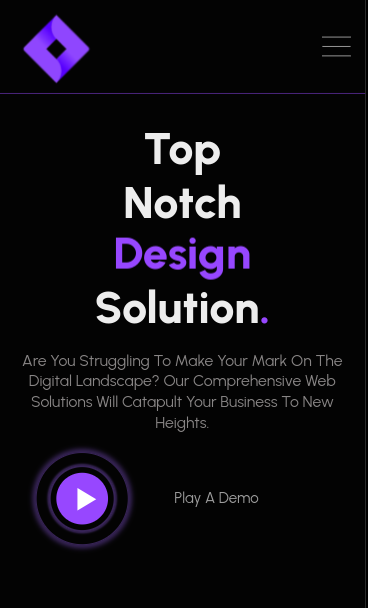 Top
Notch
Design
Solution.
Are You Struggling To Make Your Mark On The
Digital Landscape? Our Comprehensive Web
Solutions Will Catapult Your Business To New
Heights.
Play A Demo